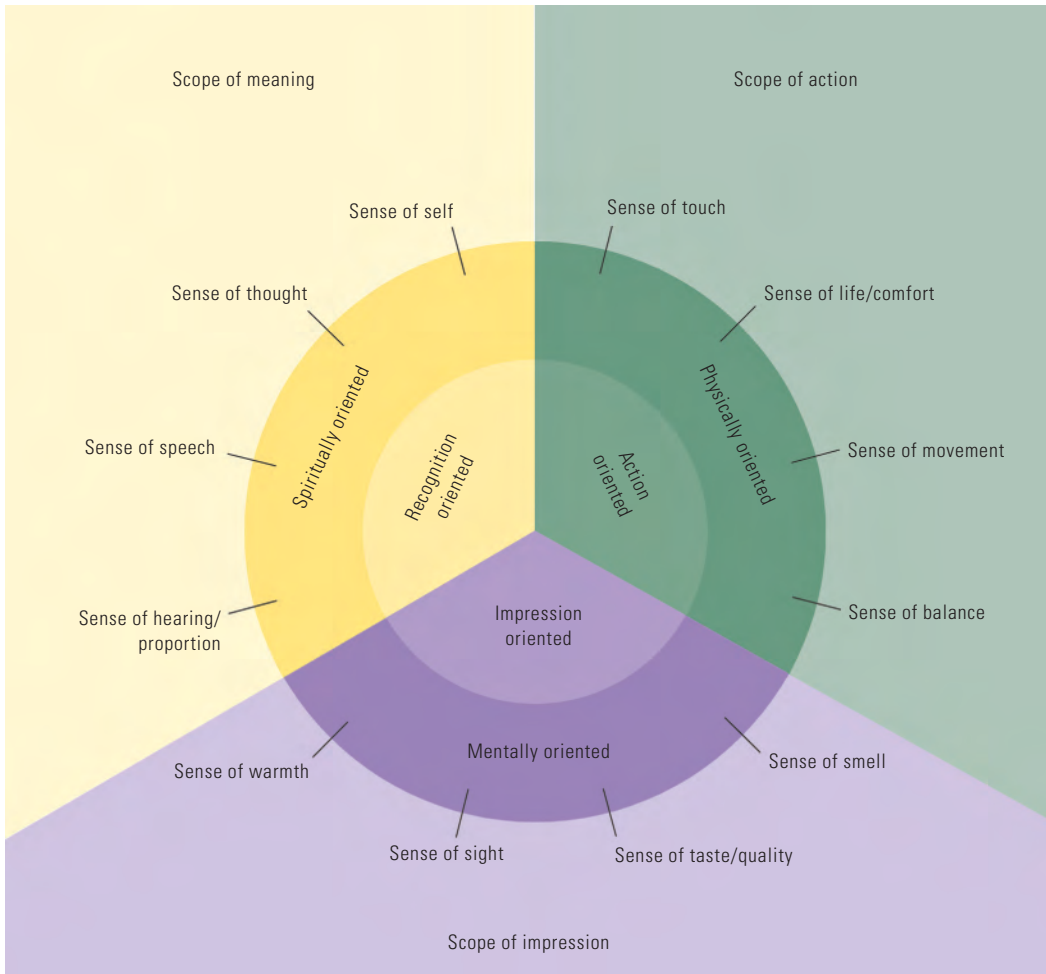 Scope of meaning
Scope of action
Sense of self
Sense of touch
Sense of thought
Sense of life/comfort
Spiritually oriented
Physically oriented
Sense of speech
Sense of movement
Recognition
oriented
Action
oriented
Sense of hearing/
proportion
Sense of balance
Impression
oriented
Sense of warmth
Mentally oriented
Sense of smell
Sense of sight
Sense of taste/quality
Scope of impression